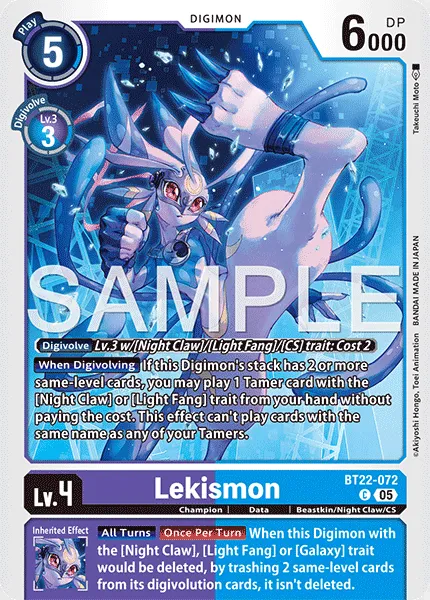 DIGIMON
Play
5
6000
DP
Digivolve
Lv.3
3
Takeuchi Moto
SAMPLE
©Akiyoshi Hongo, Toei Animation BANDAI MADE IN JAPAN
Digivolve Lv.3 w/[Night Claw]/[Light Fang]/[CS] trait: Cost 2
When Digivolving If this Digimon's stack has 2 or more
same-level cards, you may play 1 Tamer card with the
[Night Claw] or [Light Fang] trait from your hand without
paying the cost. This effect can't play cards with the
same name as any of your Tamers.
Lv.4
Lekismon
BT22-072
C 05
Champion | Data | Beastkin/Night Claw/CS
Inherited Effect
All Turns Once Per Turn When this Digimon with
the [Night Claw], [Light Fang] or [Galaxy] trait
would be deleted, by trashing 2 same-level cards
from its digivolution cards, it isn't deleted.